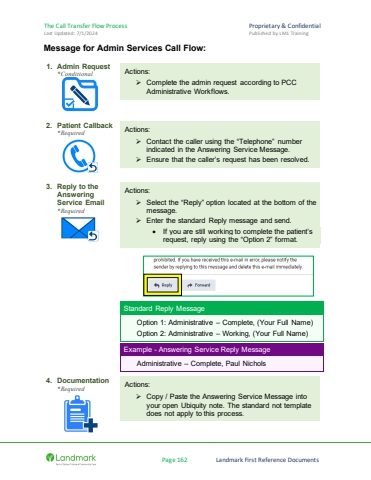 The Call Transfer Flow Process
Proprietary & Confidential
Last Updated: 7/1/2024
Published by LML Training
Message for Admin Services Call Flow:
1. Admin Request
*Conditional
Actions:
➢ Complete the admin request according to PCC
Administrative Workflows.
2. Patient Callback
*Required
Actions:
➢ Contact the caller using the “Telephone” number
indicated in the Answering Service Message.
➢ Ensure that the caller’s request has been resolved.
3. Reply to the
Answering
Service Email
*Required
Actions:
➢ Select the “Reply” option located at the bottom of the
message.
➢ Enter the standard Reply message and send.
• If you are still working to complete the patient’s
request, reply using the “Option 2” format.
prohibited. If you have received this e-mail in error, please notify the
sender by replying to this message and delete this e-mail immediately.
Reply
Forward
Standard Reply Message
Option 1: Administrative – Complete, (Your Full Name)
Option 2: Administrative – Working, (Your Full Name)
Example - Answering Service Reply Message
Administrative – Complete, Paul Nichols
4. Documentation
*Required
Actions:
➢ Copy / Paste the Answering Service Message into
your open Ubiquity note. The standard not template
does not apply to this process.
Landmark
Page 162
Landmark First Reference Documents